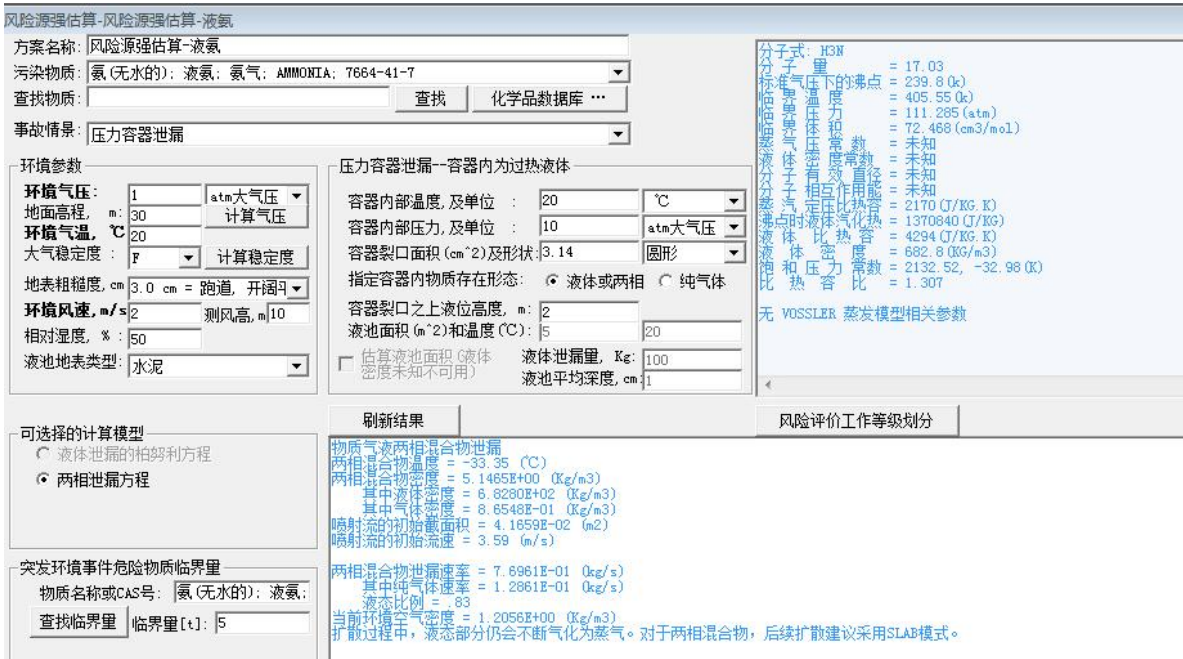 风险源强估算-风险源强估算-液氨
方案名称: 风险源强估算-液氨
污染物质: 氨(无水的); 液氨; 氨气; AMMONIA; 7664-41-7
查找物质: 查找 化学品数据库 …
事故情景: 压力容器泄漏
环境参数
环境气压: 1 atm大气压
地面高程, m: 30 计算气压
环境气温, ℃ 20
大气稳定度 : F 计算稳定度
地表粗糙度, cm 3.0 cm = 跑道, 开阔平
环境风速, m/s 2 测风高, m 10
相对湿度, % : 50
液池地表类型: 水泥
压力容器泄漏--容器内为过热液体
容器内部温度,及单位 : 20 ℃
容器内部压力,及单位 : 10 atm大气压
容器裂口面积(cm^2)及形状: 3.14 圆形
指定容器内物质存在形态: 液体或两相 纯气体
容器裂口之上液位高度, m: 2
液池面积(m^2)和温度(℃): 5 20
估算液池面积(液体密度未知不可用)
液体泄漏量, Kg: 100
液池平均深度, cm: 1
分子式: H3N
分 子 量 = 17.03
标准气压下的沸点 = 239.8(k)
临 界 温 度 = 405.55(k)
临 界 压 力 = 111.285(atm)
临 界 体 积 = 72.468(cm3/mol)
蒸 气 压 常 数 = 未知
液 体 密 度常数 = 未知
分 子 有 效 直径 = 未知
分 子 相互作用能 = 未知
蒸 汽 定压比热容 = 2170(J/KG.K)
沸点时液体汽化热 = 1370840(J/KG)
液 体 比 热 容 = 4294(J/KG.K)
液 体 密 度 = 682.8(KG/m3)
饱 和 压 力 常数 = 2132.52, -32.98(K)
比 热 容 比 = 1.307
无 VOSSLER 蒸发模型相关参数
刷新结果
风险评价工作等级划分
可选择的计算模型
液体泄漏的柏努利方程
两相泄漏方程
突发环境事件危险物质临界量
物质名称或CAS号: 氨(无水的); 液氨;
查找临界量 临界量[t]: 5
物质气液两相混合物泄漏
两相混合物温度 = -33.35 (℃)
两相混合物密度 = 5.1465E+00 (Kg/m3)
其中液体密度 = 6.8280E+02 (Kg/m3)
其中气体密度 = 8.6548E-01 (Kg/m3)
喷射流的初始截面积 = 4.1659E-02 (m2)
喷射流的初始流速 = 3.59 (m/s)
两相混合物泄漏速率 = 7.6961E-01 (kg/s)
其中纯气体速率 = 1.2861E-01 (kg/s)
液态比例 = .83
当前环境空气密度 = 1.2056E+00 (Kg/m3)
扩散过程中，液态部分仍会不断气化为蒸气。对于两相混合物，后续扩散建议采用SLAB模式。